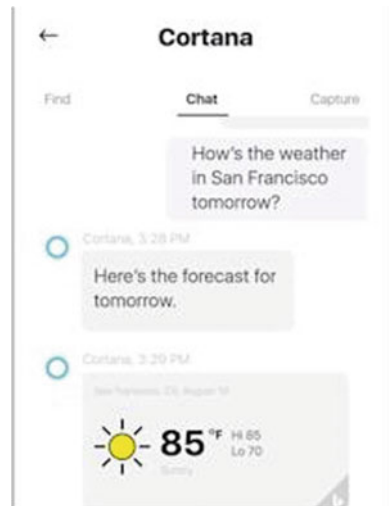 Cortana
Find Chat Capture
How's the weather
in San Francisco
tomorrow?
Cortana, 3:28 PM
Here's the forecast for
tomorrow.
Cortana, 3:29 PM
85 °F Hi 85
Lo 70
Sunny